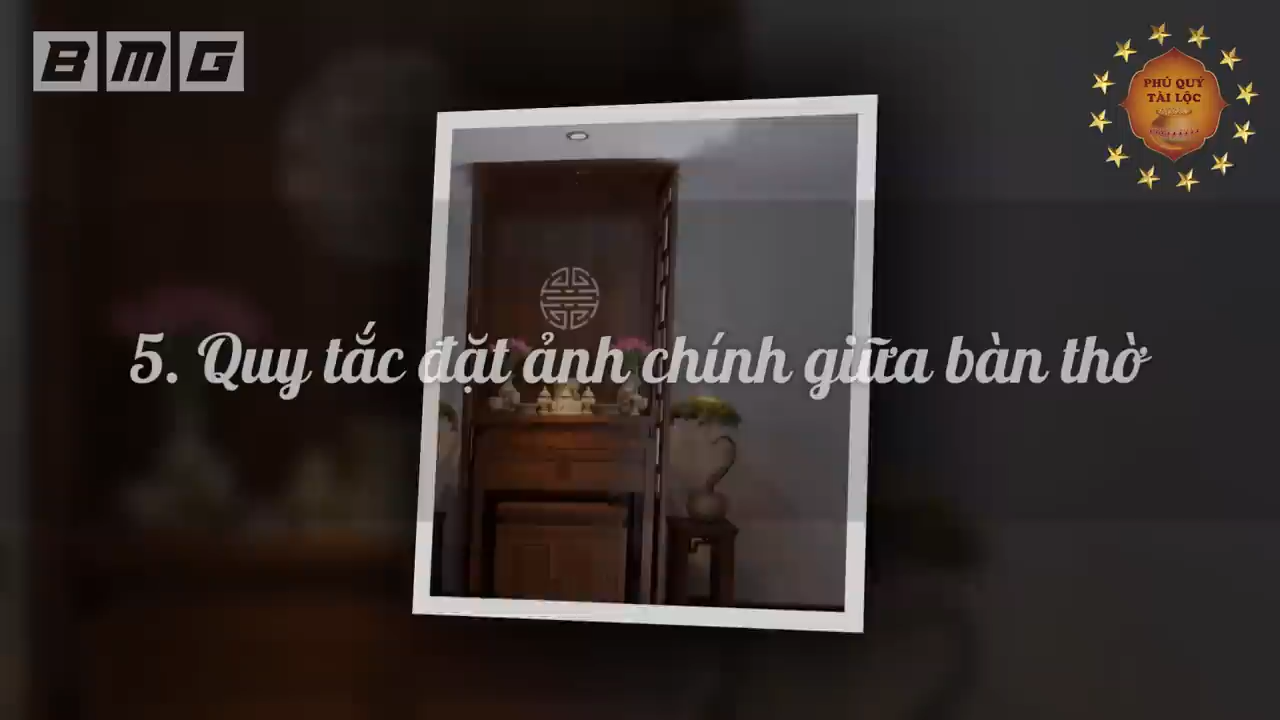 BMG
PHÚ QUÝ
TÀI LỘC
5. Quy tắc đặt ảnh chính giữa bàn thờ